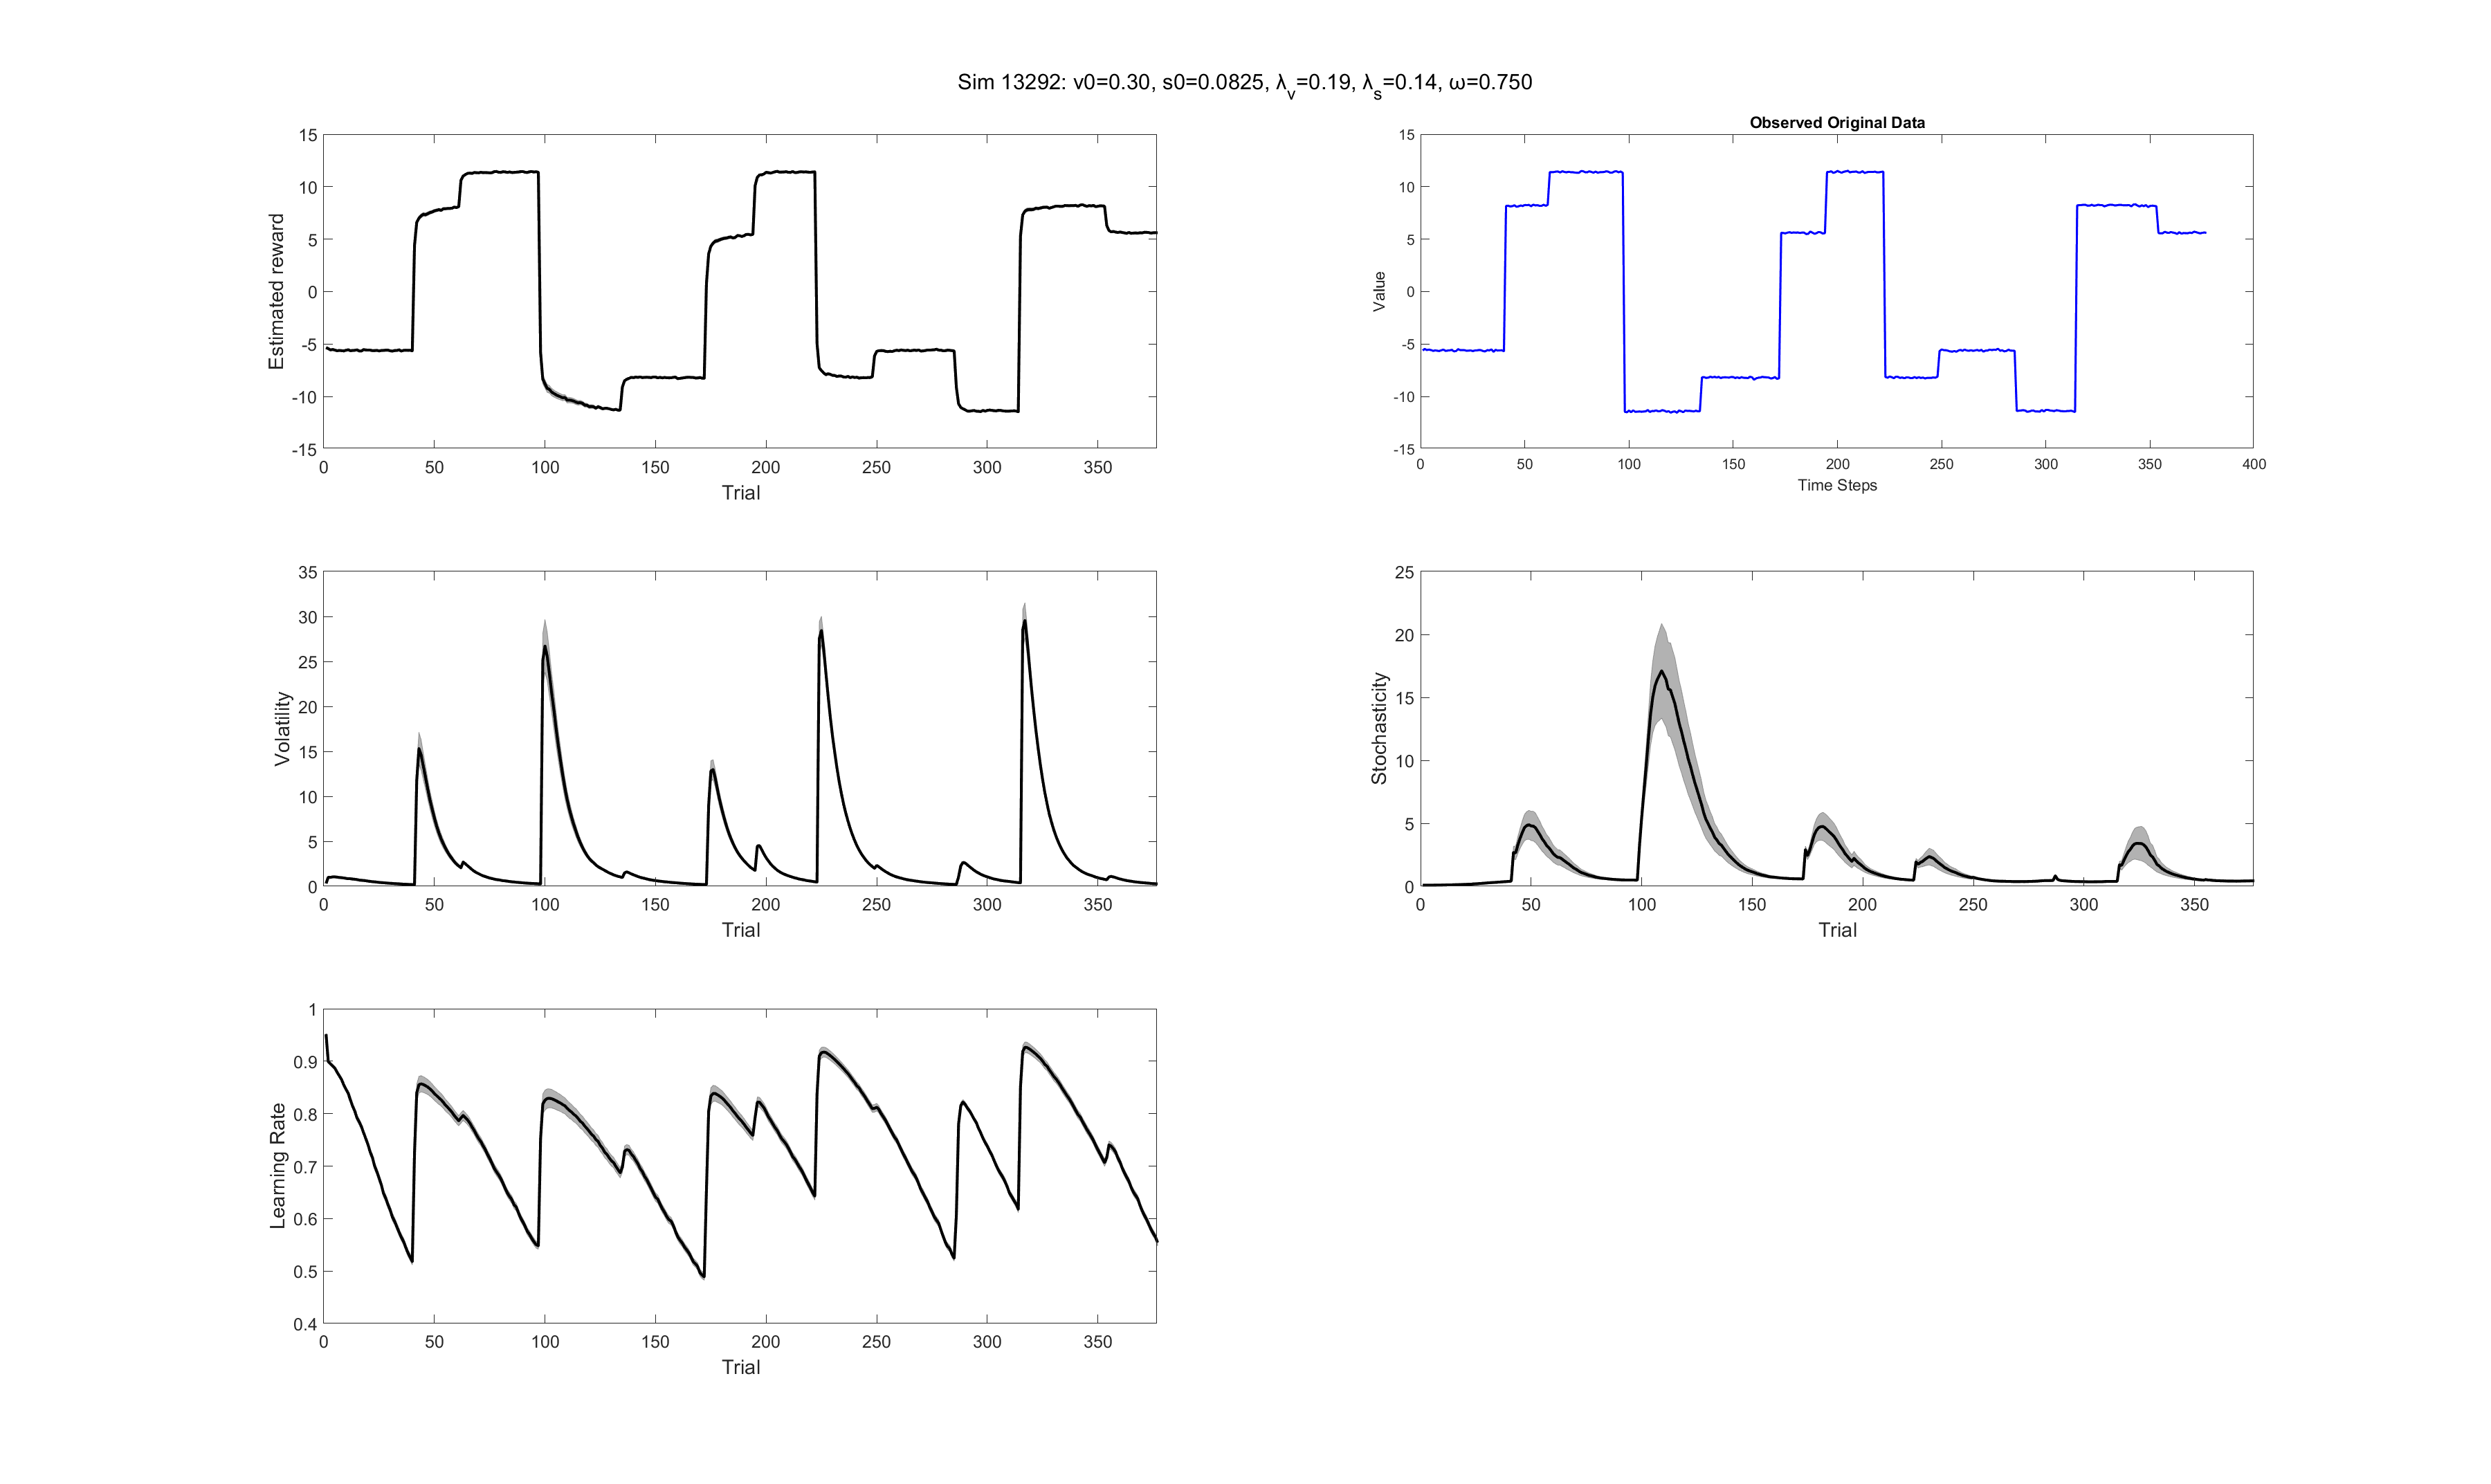 Sim 13292: v0=0.30, s0=0.0825, λv=0.19, λs=0.14, ω=0.750
Estimated reward
15
10
5
0
-5
-10
-15
0 50 100 150 200 250 300 350
Trial
Observed Original Data
Value
15
10
5
0
-5
-10
-15
0 50 100 150 200 250 300 350 400
Time Steps
Volatility
35
30
25
20
15
10
5
0
0 50 100 150 200 250 300 350
Trial
Stochasticity
25
20
15
10
5
0
0 50 100 150 200 250 300 350
Trial
Learning Rate
1
0.9
0.8
0.7
0.6
0.5
0.4
0 50 100 150 200 250 300 350
Trial